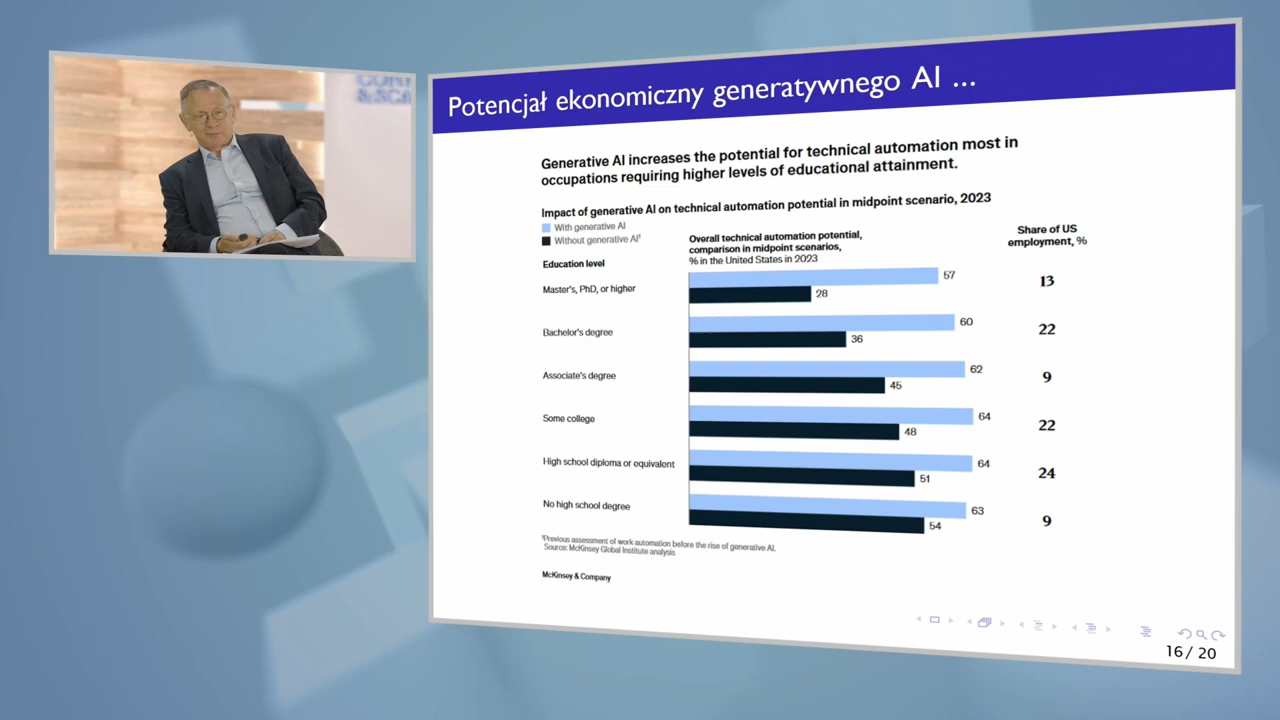 Potencjał ekonomiczny generatywnego AI ...
Generative AI increases the potential for technical automation most in
occupations requiring higher levels of educational attainment.
Impact of generative AI on technical automation potential in midpoint scenario, 2023
With generative AI
Without generative AI¹
Overall technical automation potential,
comparison in midpoint scenarios,
% in the United States in 2023
Share of US
employment, %
Education level
Master's, PhD, or higher
57
28
13
Bachelor's degree
60
36
22
Associate's degree
62
45
9
Some college
64
48
22
High school diploma or equivalent
64
51
24
No high school degree
63
54
9
¹Previous assessment of work automation before the rise of generative AI.
Source: McKinsey Global Institute analysis
McKinsey & Company
16/ 20